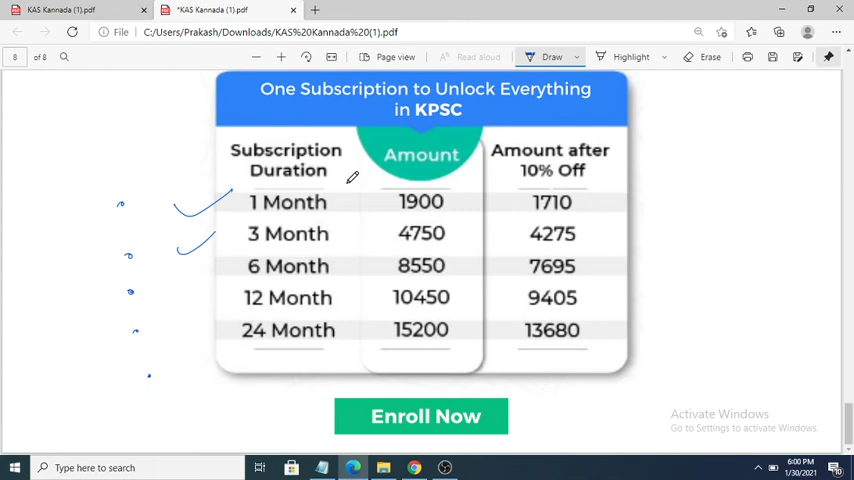 KAS Kannada (1).pdf
*KAS Kannada (1).pdf
File
C:/Users/Prakash/Downloads/KAS%20Kannada%20(1).pdf
8 of 8
Page view
Read aloud
Draw
Highlight
Erase
One Subscription to Unlock Everything
in KPSC
Subscription Duration
Amount
Amount after 10% Off
1 Month 1900 1710
3 Month 4750 4275
6 Month 8550 7695
12 Month 10450 9405
24 Month 15200 13680
Enroll Now
Activate Windows
Go to Settings to activate Windows.
Type here to search
6:00 PM
1/30/2021
10